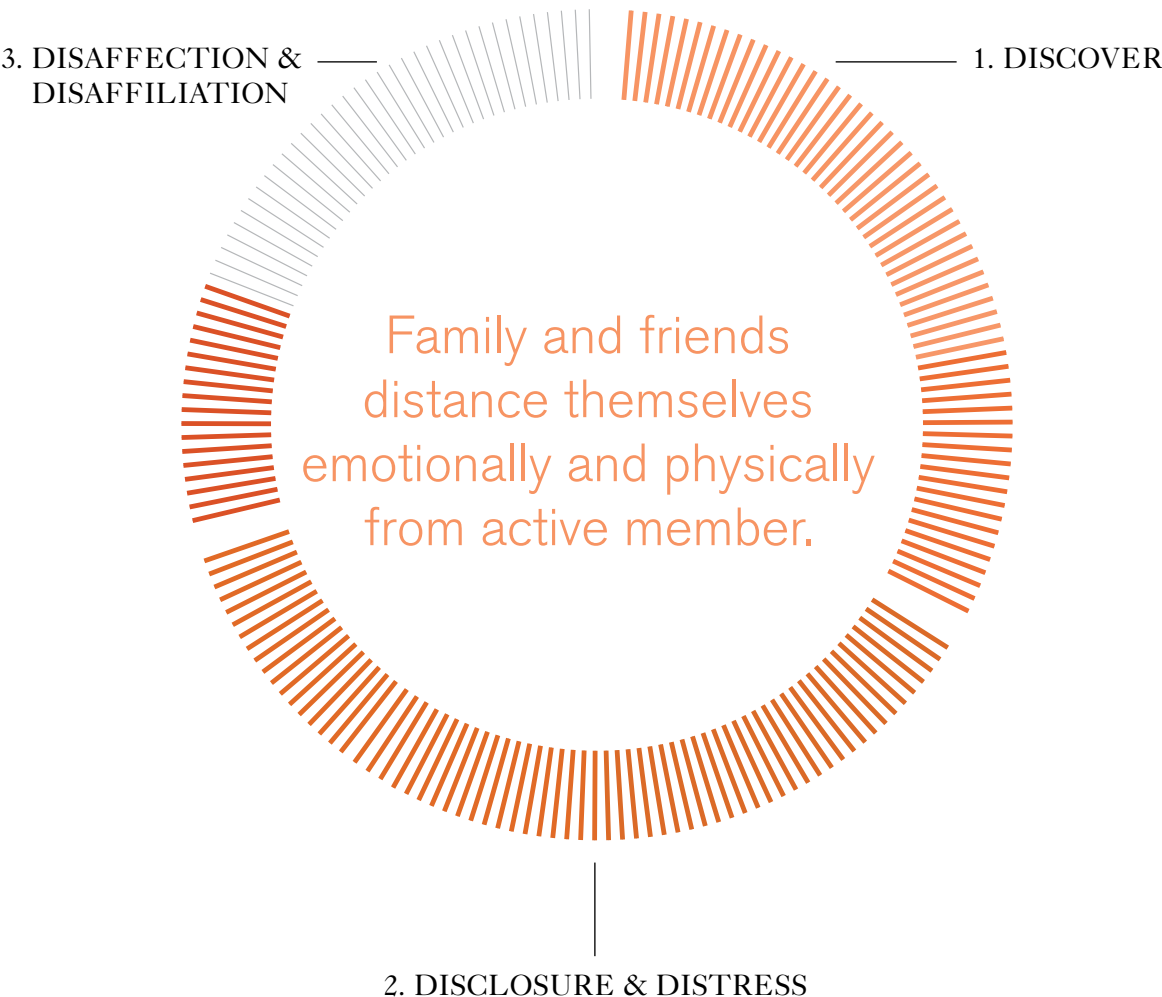 3. DISAFFECTION &
DISAFFILIATION
1. DISCOVER
Family and friends
distance themselves
emotionally and physically
from active member.
2. DISCLOSURE & DISTRESS